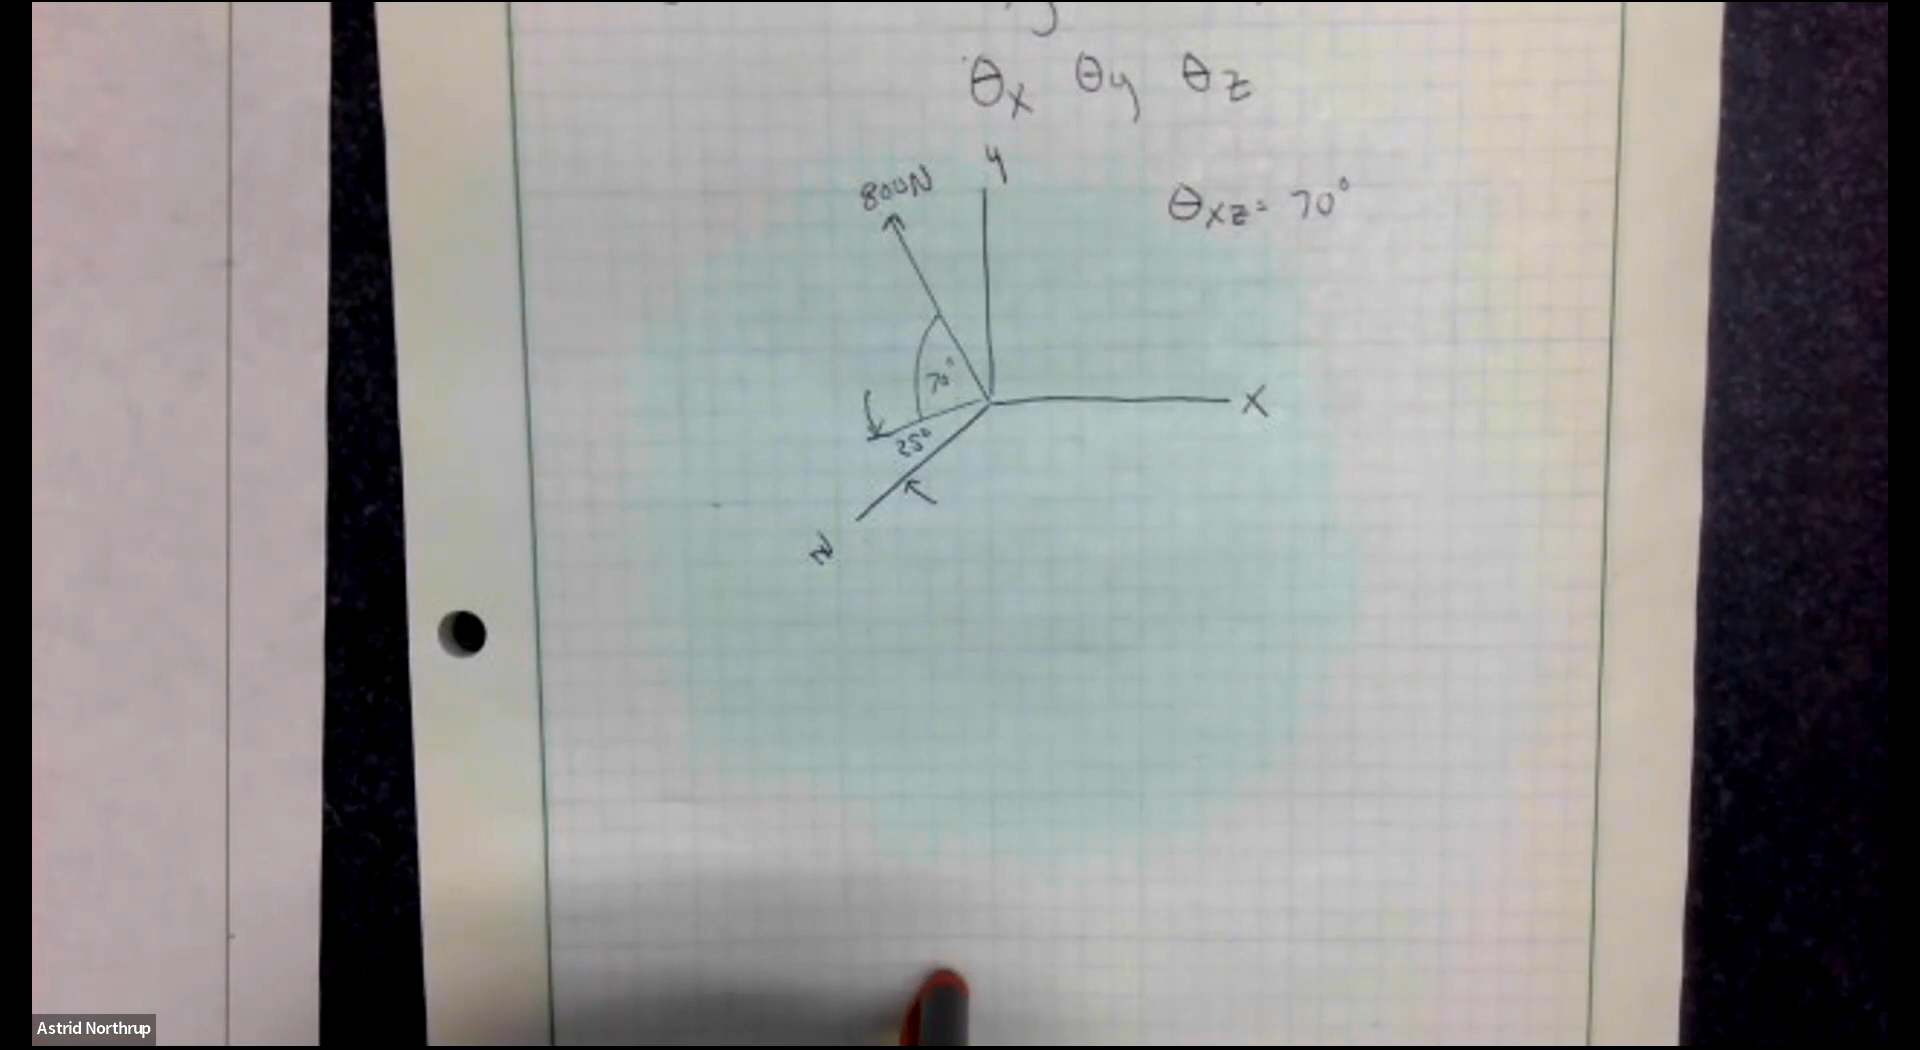 θx θy θz
y
800N
θxz = 70°
70°
x
25°
z
Astrid Northrup